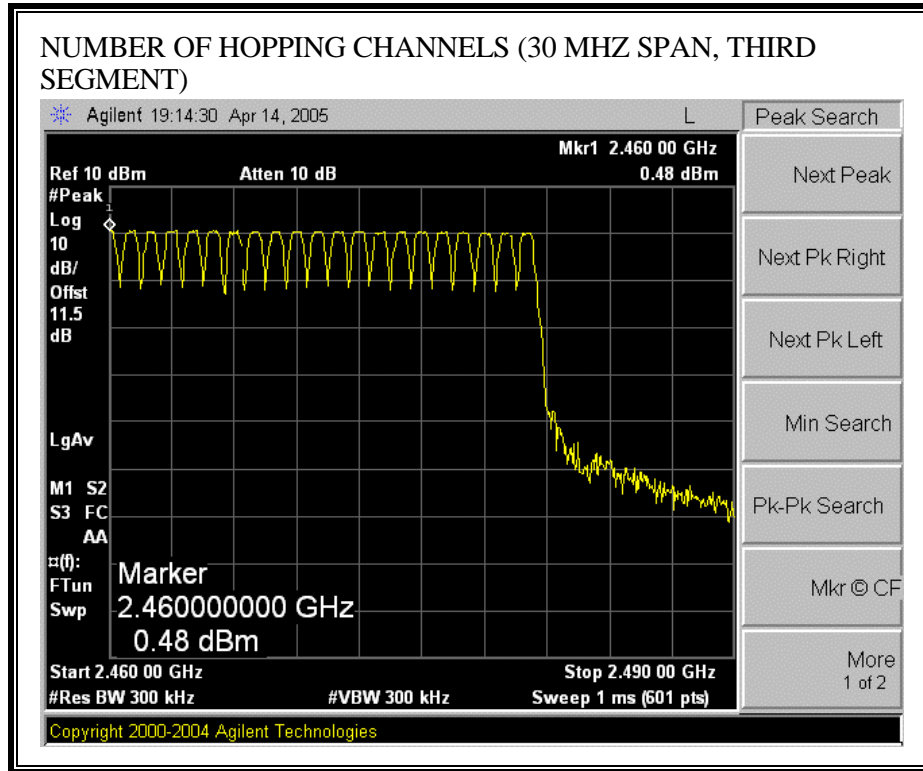 NUMBER OF HOPPING CHANNELS (30 MHZ SPAN, THIRD
SEGMENT)
Agilent 19:14:30 Apr 14, 2005 L
Peak Search
Mkr1 2.460 00 GHz
Ref 10 dBm Atten 10 dB 0.48 dBm
Next Peak
#Peak
1
Log
10
dB/
Offst
11.5
dB
Next Pk Right
Next Pk Left
LgAv
Min Search
M1 S2
S3 FC
AA
Pk-Pk Search
¤(f):
FTun
Swp
Marker
2.460000000 GHz
0.48 dBm
Mkr © CF
Start 2.460 00 GHz Stop 2.490 00 GHz
#Res BW 300 kHz #VBW 300 kHz Sweep 1 ms (601 pts)
More
1 of 2
Copyright 2000-2004 Agilent Technologies